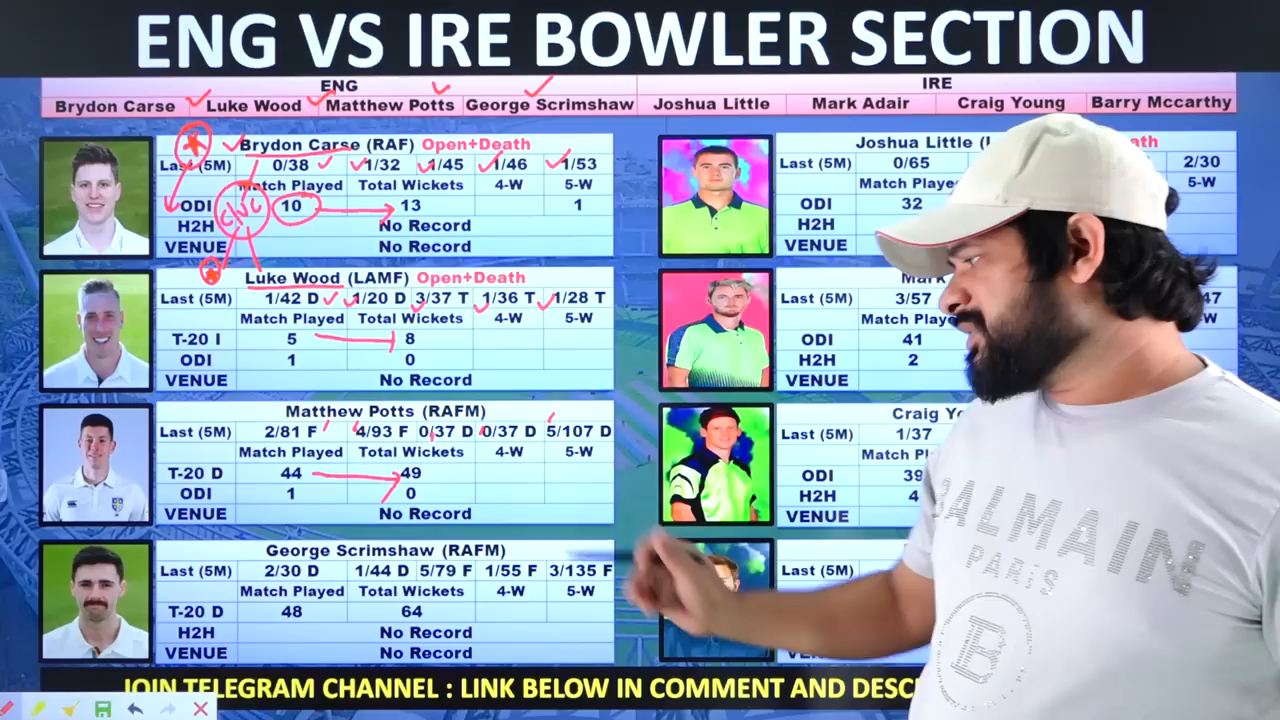 ENG VS IRE BOWLER SECTION
ENG IRE
Brydon Carse Luke Wood Matthew Potts George Scrimshaw Joshua Little Mark Adair Craig Young Barry Mccarthy
Brydon Carse (RAF) Open+Death
Last (5M) 0/38 1/32 1/45 1/46 1/53
Match Played Total Wickets 4-W 5-W
ODI 10 13 1
C/VC
H2H No Record
VENUE No Record
Luke Wood (LAMF) Open+Death
Last (5M) 1/42 D 1/20 D 3/37 T 1/36 T 1/28 T
Match Played Total Wickets 4-W 5-W
T-20 I 5 8
ODI 1 0
VENUE No Record
Matthew Potts (RAFM)
Last (5M) 2/81 F 4/93 F 0/37 D 0/37 D 5/107 D
Match Played Total Wickets 4-W 5-W
T-20 D 44 49
ODI 1 0
VENUE No Record
George Scrimshaw (RAFM)
Last (5M) 2/30 D 1/44 D 5/79 F 1/55 F 3/135 F
Match Played Total Wickets 4-W 5-W
T-20 D 48 64
H2H No Record
VENUE No Record
Joshua Little (
Last (5M) 0/65 2/30
Match Playe 5-W
ODI 32
H2H
VENUE
Mark
Last (5M) 3/57 47
Match Playe
ODI 41
H2H 2
VENUE
Craig Yo
Last (5M) 1/37
Match Pl
ODI 39
H2H 4
VENUE
Last (5M)
BALMAIN
PARIS
B
JOIN TELEGRAM CHANNEL : LINK BELOW IN COMMENT AND DESC